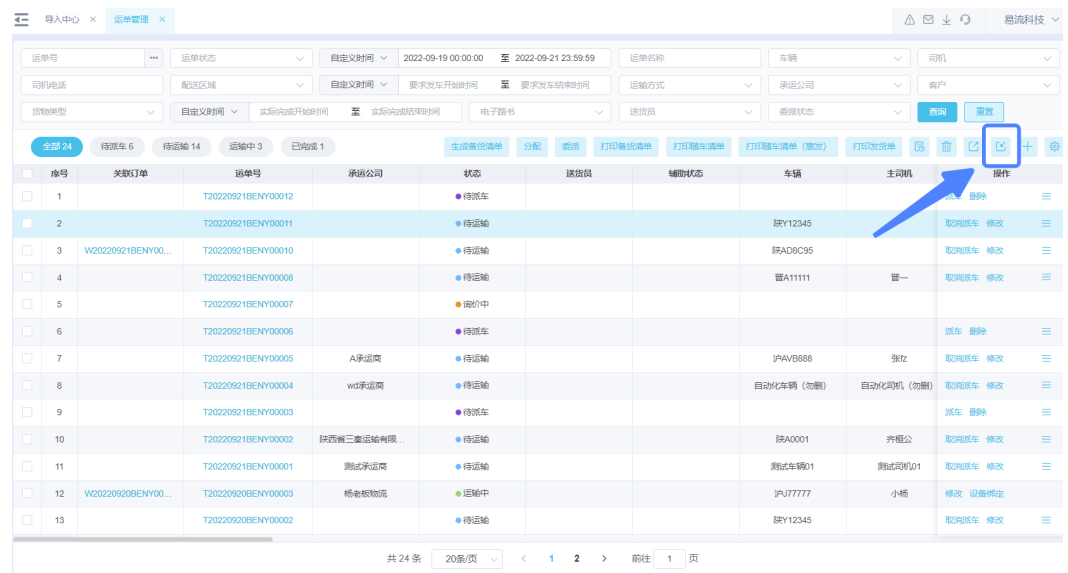 导入中心 × 运单管理 × 易流科技
运单号 ••• 运单状态 自定义时间 2022-09-19 00:00:00 至 2022-09-21 23:59:59 运单名称 车辆 司机
司机电话 配送区域 自定义时间 要求发车开始时间 至 要求发车结束时间 运输方式 承运公司 客户
货物类型 自定义时间 实际完成开始时间 至 实际完成结束时间 电子路书 送货员 委派状态 查询 重置
全部 24 待派车 6 待运输 14 运输中 3 已完成 1 生成备货清单 分配 委派 打印备货清单 打印随车清单 打印随车清单（惠发） 打印发货单
序号 关联订单 运单号 承运公司 状态 送货员 辅助状态 车辆 主司机 操作
1 T20220921BENY00012 待派车 派车 删除
2 T20220921BENY00011 待运输 陕Y12345 取消派车 修改
3 W20220921BENY00... T20220921BENY00010 待运输 陕AD8C95 取消派车 修改
4 T20220921BENY00008 待运输 晋A11111 晋一 取消派车 修改
5 T20220921BENY00007 询价中
6 T20220921BENY00006 待派车 派车 删除
7 T20220921BENY00005 A承运商 待运输 沪AVB888 张fz 取消派车 修改
8 T20220921BENY00004 wd承运商 待运输 自动化车辆（勿删） 自动化司机（勿删） 取消派车 修改
9 T20220921BENY00003 待派车 派车 删除
10 T20220921BENY00002 陕西省三秦运输有限... 待运输 陕A0001 齐桓公 取消派车 修改
11 T20220921BENY00001 测试承运商 待运输 测试车辆01 测试司机01 取消派车 修改
12 W20220920BENY00... T20220920BENY00003 杨老板物流 运输中 沪J77777 小杨 修改 设备绑定
13 T20220920BENY00002 待运输 陕Y12345 取消派车 修改
共 24 条 20条/页 1 2 前往 1 页